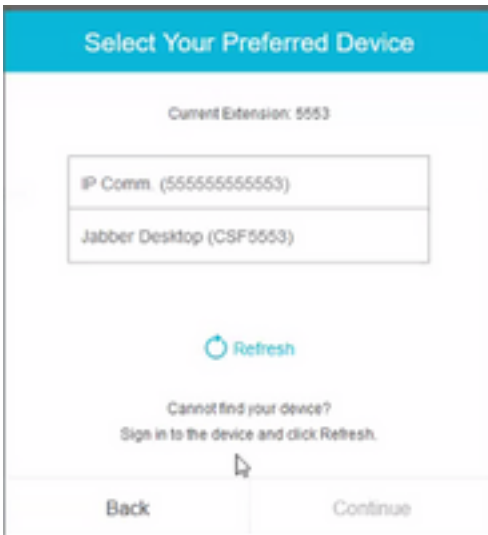 Select Your Preferred Device
Current Extension: 5553
IP Comm. (555555555553)
Jabber Desktop (CSF5553)
Refresh
Cannot find your device?
Sign in to the device and click Refresh.
Back
Continue